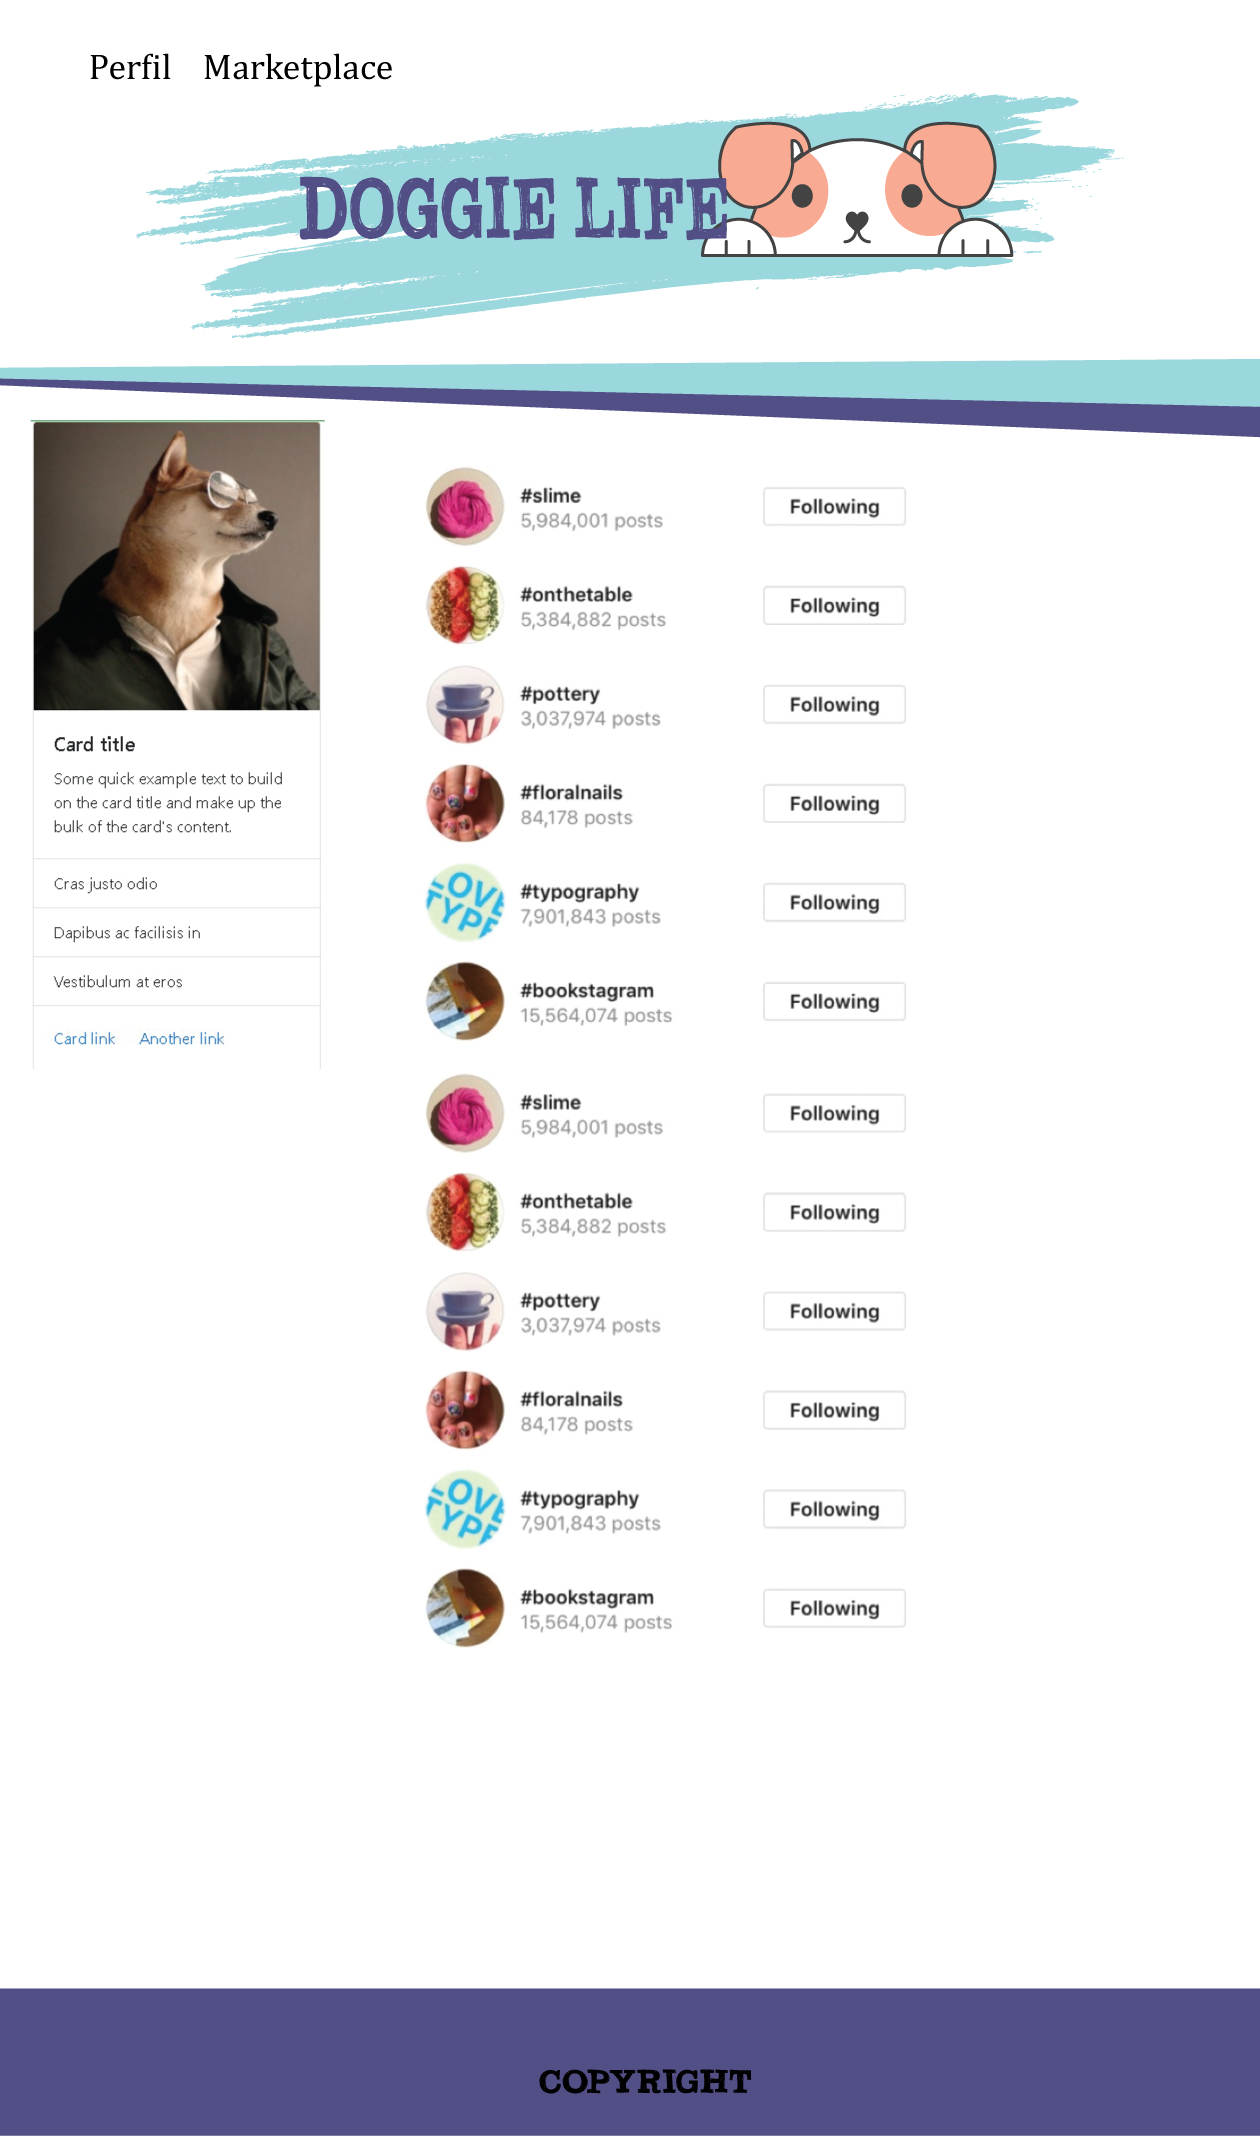 Perfil Marketplace
DOGGIE LIFE
Card title
Some quick example text to build
on the card title and make up the
bulk of the card's content.
Cras justo odio
Dapibus ac facilisis in
Vestibulum at eros
Card link Another link
#slime
5,984,001 posts
Following
#onthetable
5,384,882 posts
Following
#pottery
3,037,974 posts
Following
#floralnails
84,178 posts
Following
OVE
TYPE
#typography
7,901,843 posts
Following
#bookstagram
15,564,074 posts
Following
#slime
5,984,001 posts
Following
#onthetable
5,384,882 posts
Following
#pottery
3,037,974 posts
Following
#floralnails
84,178 posts
Following
OVE
TYPE
#typography
7,901,843 posts
Following
#bookstagram
15,564,074 posts
Following
COPYRIGHT